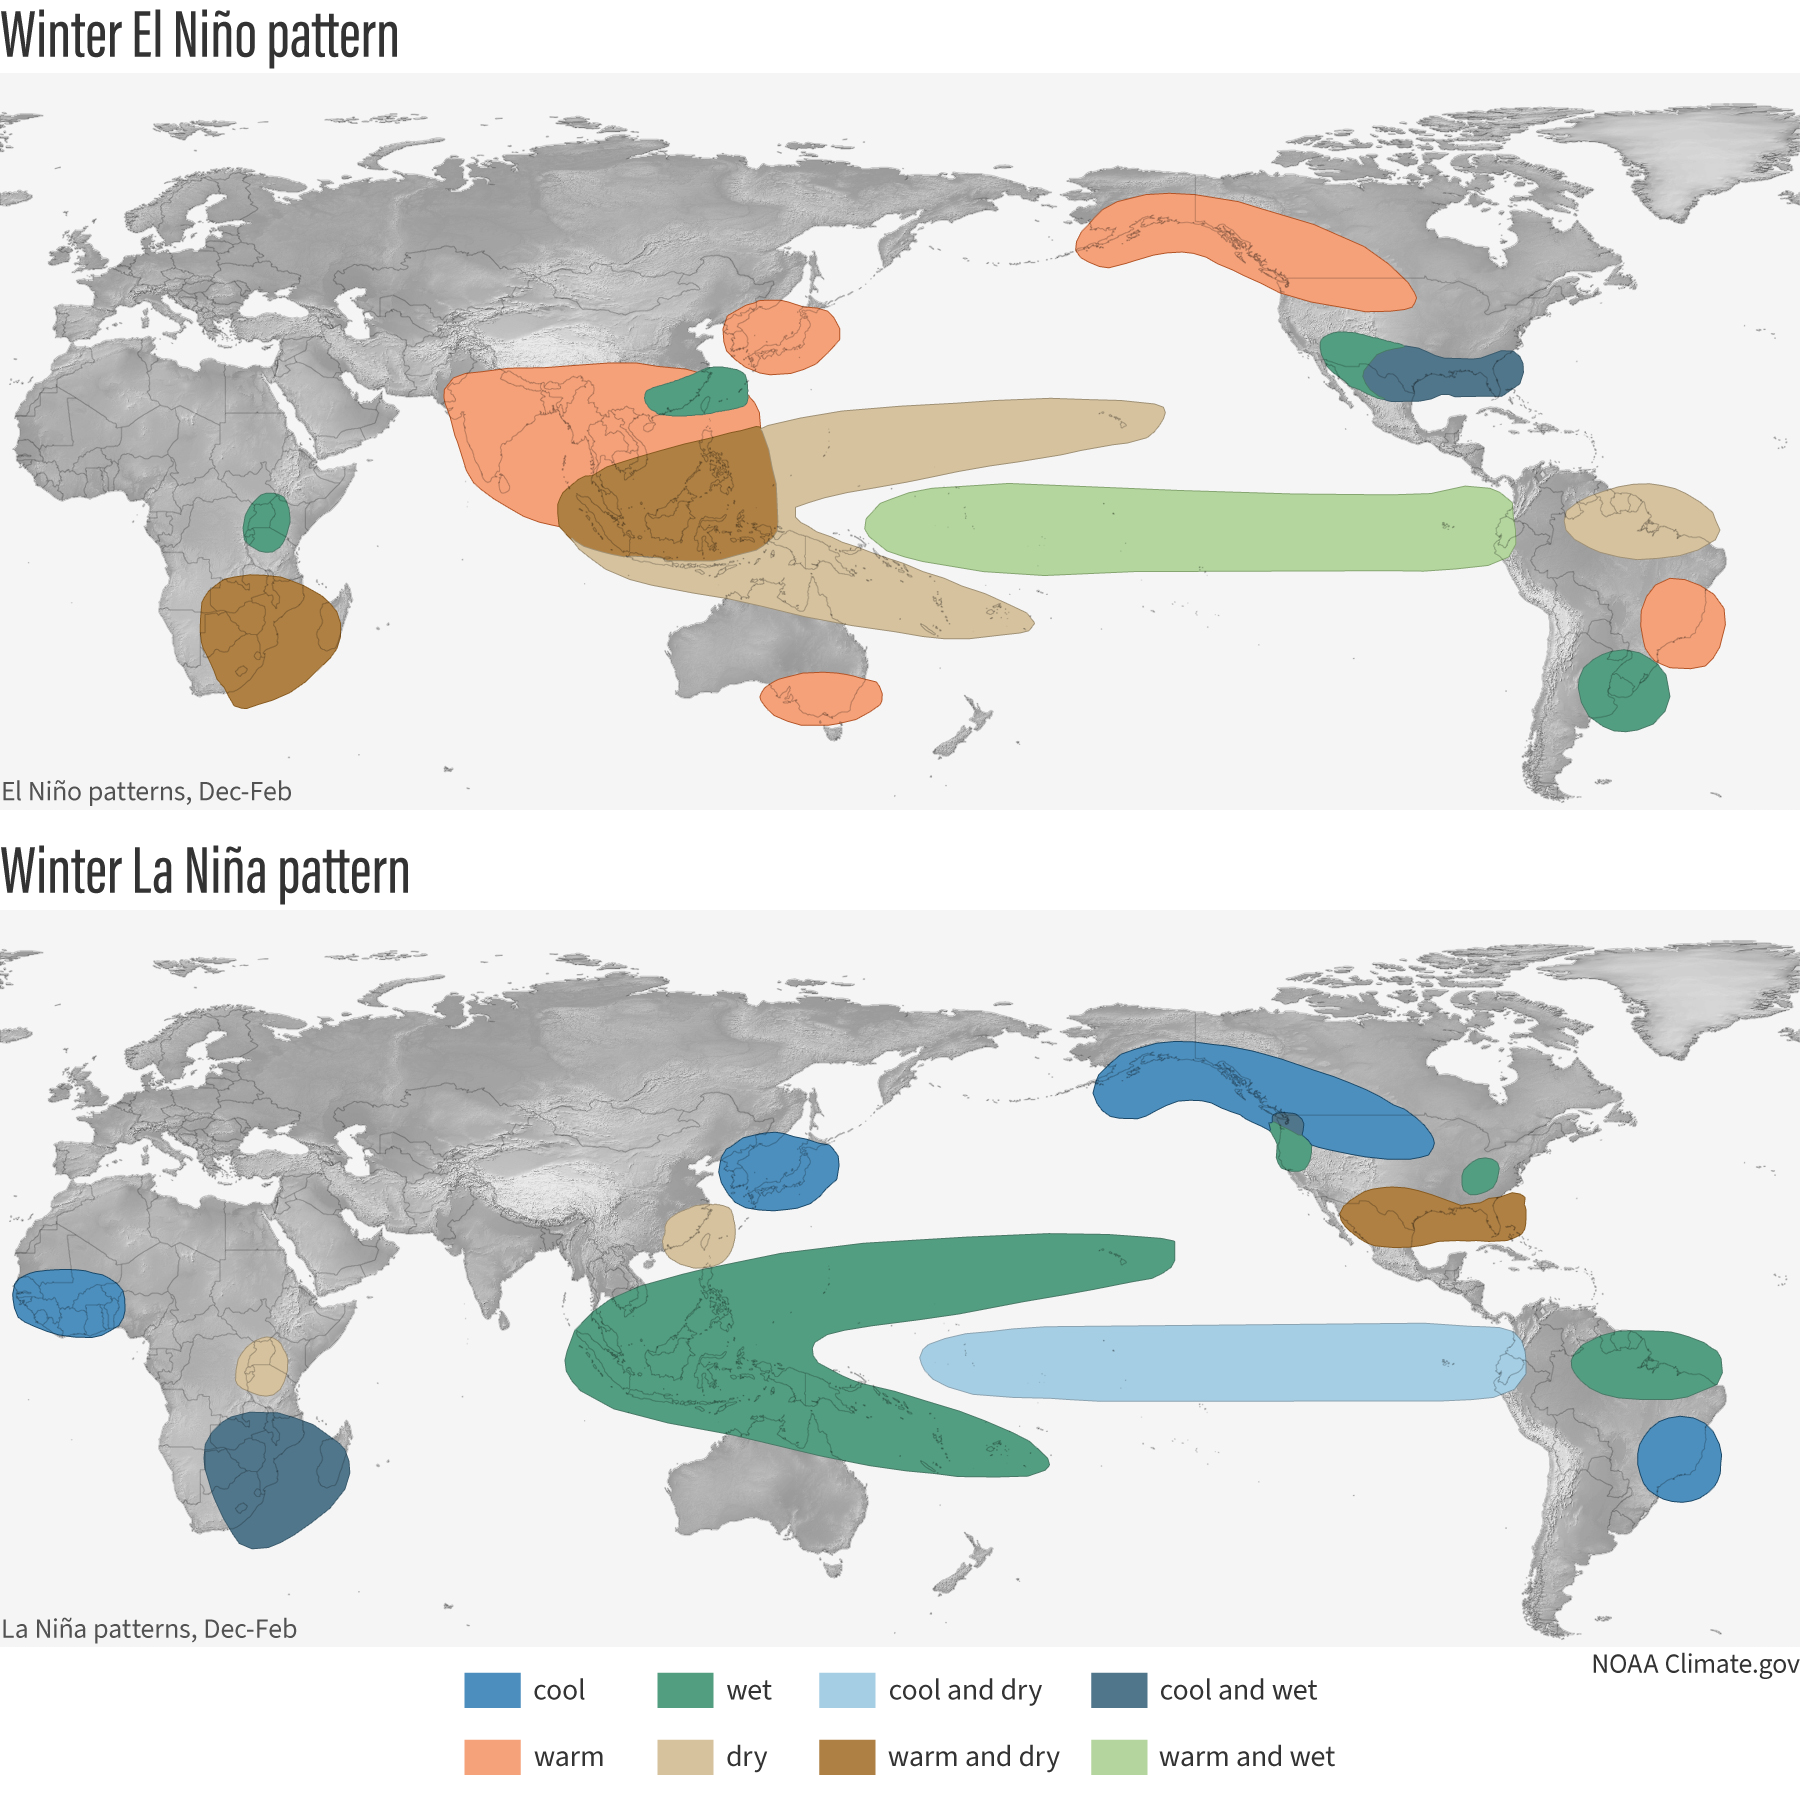 Winter El Niño pattern
El Niño patterns, Dec-Feb
Winter La Niña pattern
La Niña patterns, Dec-Feb
NOAA Climate.gov
cool wet cool and dry cool and wet
warm dry warm and dry warm and wet